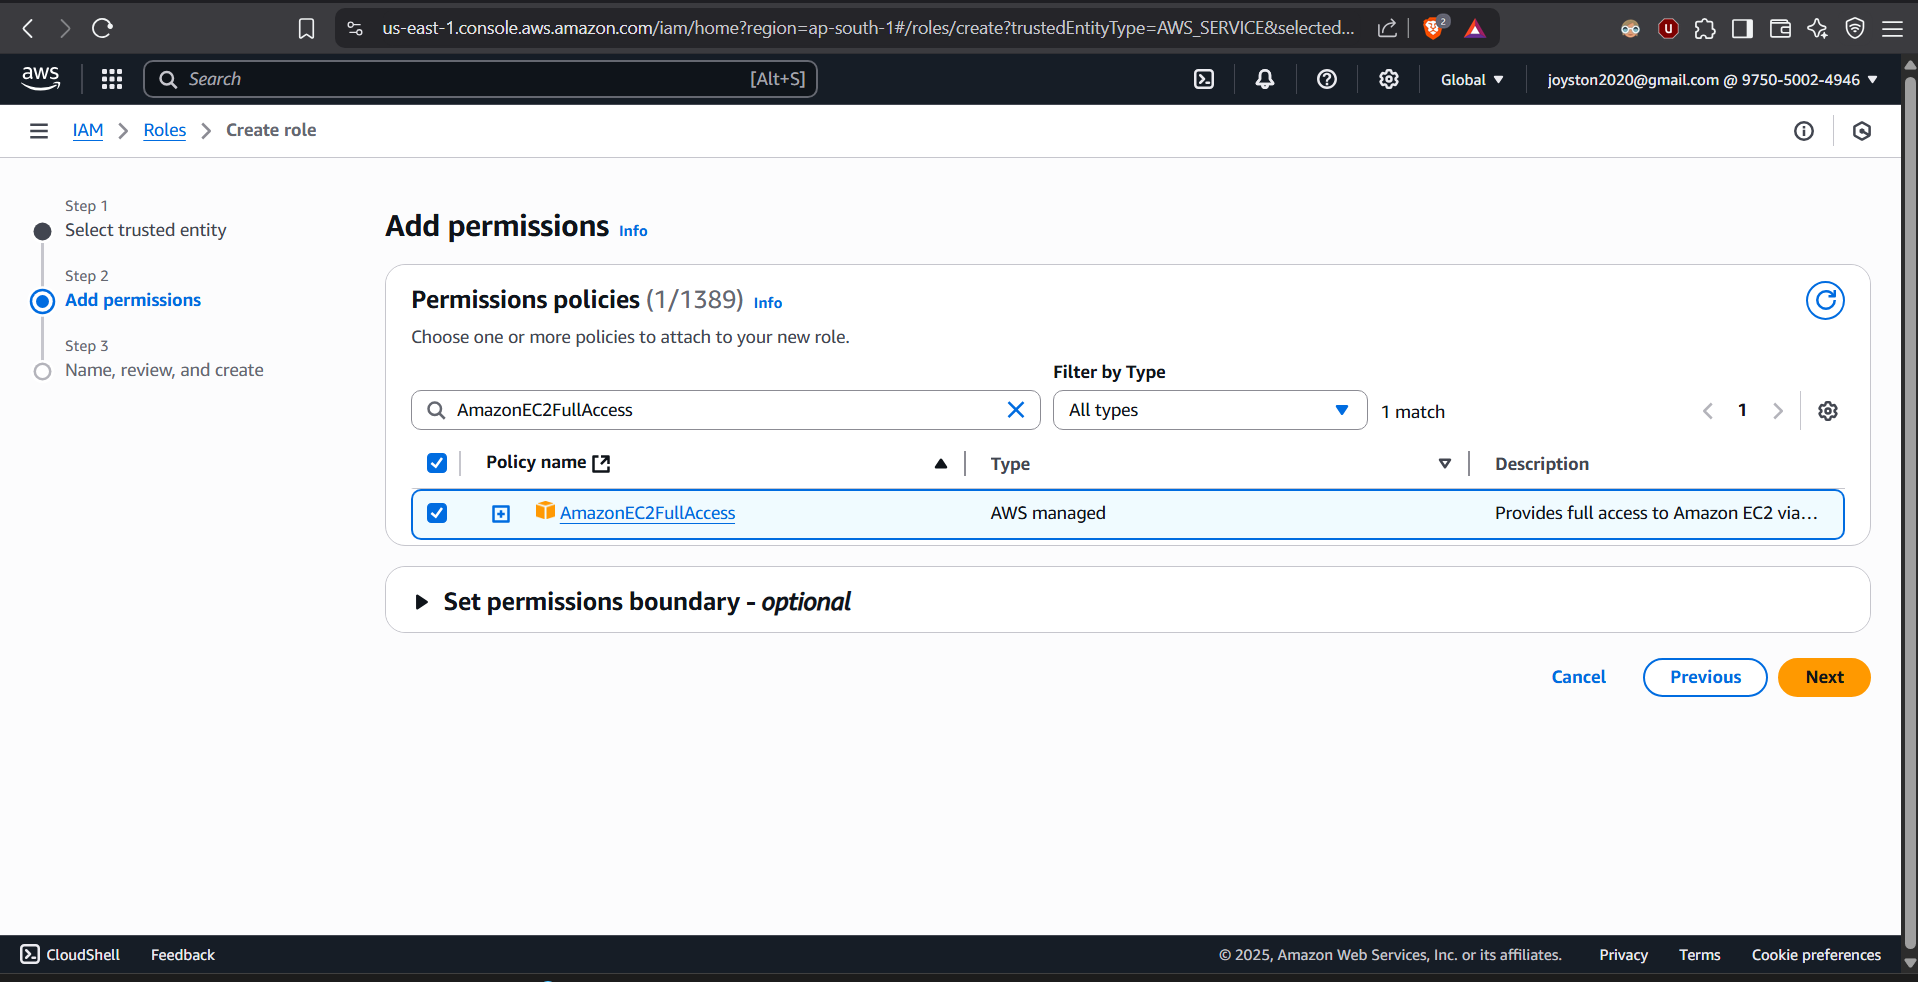 us-east-1.console.aws.amazon.com/iam/home?region=ap-south-1#/roles/create?trustedEntityType=AWS_SERVICE&selected...
2
U
aws
Search
[Alt+S]
Global
joyston2020@gmail.com @ 9750-5002-4946
IAM
Roles
Create role
Step 1
Select trusted entity
Step 2
Add permissions
Step 3
Name, review, and create
Add permissions Info
Permissions policies (1/1389) Info
Choose one or more policies to attach to your new role.
Filter by Type
AmazonEC2FullAccess
All types
1 match
1
Policy name
Type
Description
AmazonEC2FullAccess
AWS managed
Provides full access to Amazon EC2 via...
Set permissions boundary - optional
Cancel
Previous
Next
CloudShell
Feedback
© 2025, Amazon Web Services, Inc. or its affiliates.
Privacy
Terms
Cookie preferences